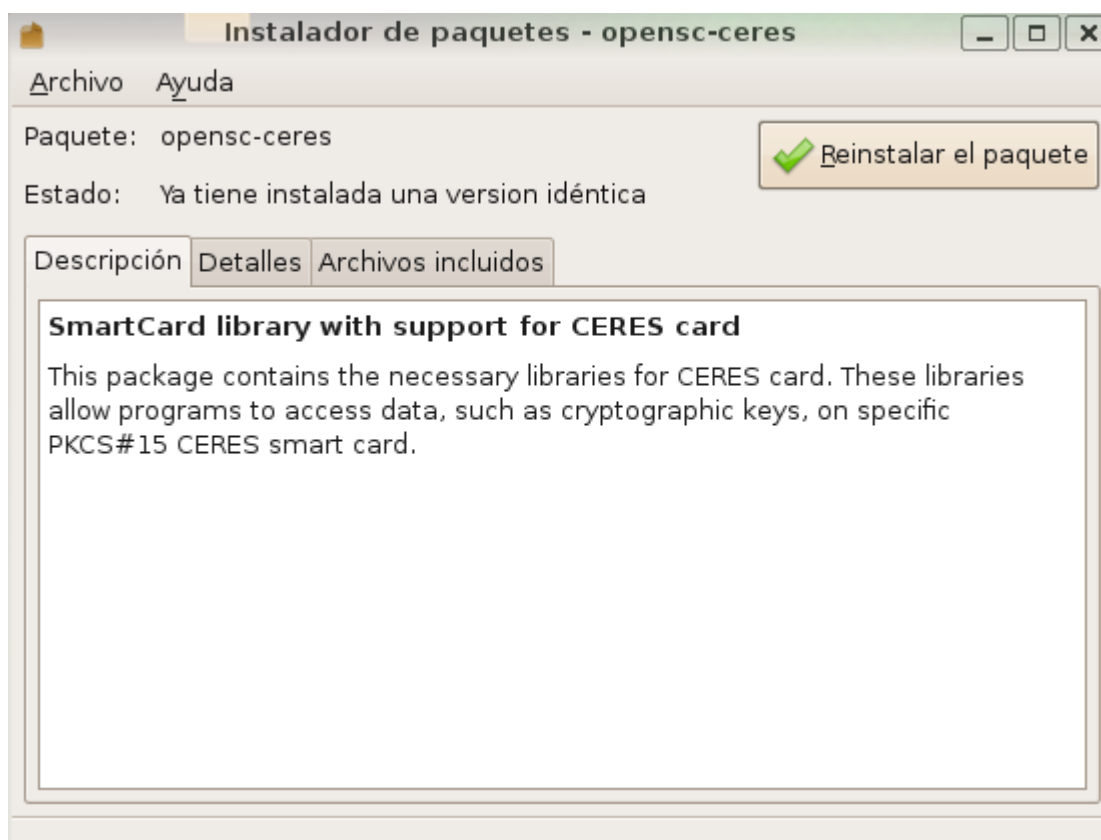 Instalador de paquetes - opensc-ceres
Archivo Ayuda
Paquete: opensc-ceres
Reinstalar el paquete
Estado: Ya tiene instalada una version idéntica
Descripción Detalles Archivos incluidos
SmartCard library with support for CERES card
This package contains the necessary libraries for CERES card. These libraries
allow programs to access data, such as cryptographic keys, on specific
PKCS#15 CERES smart card.